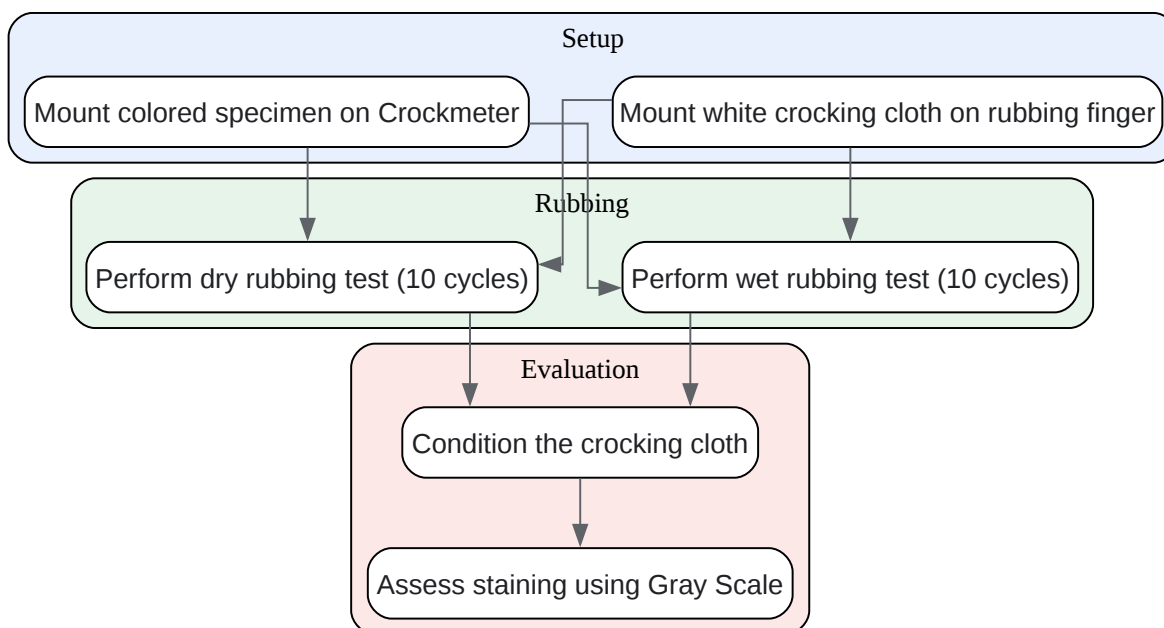 Setup
Mount colored specimen on Crockmeter
Mount white crocking cloth on rubbing finger
Rubbing
Perform dry rubbing test (10 cycles)
Perform wet rubbing test (10 cycles)
Evaluation
Condition the crocking cloth
Assess staining using Gray Scale